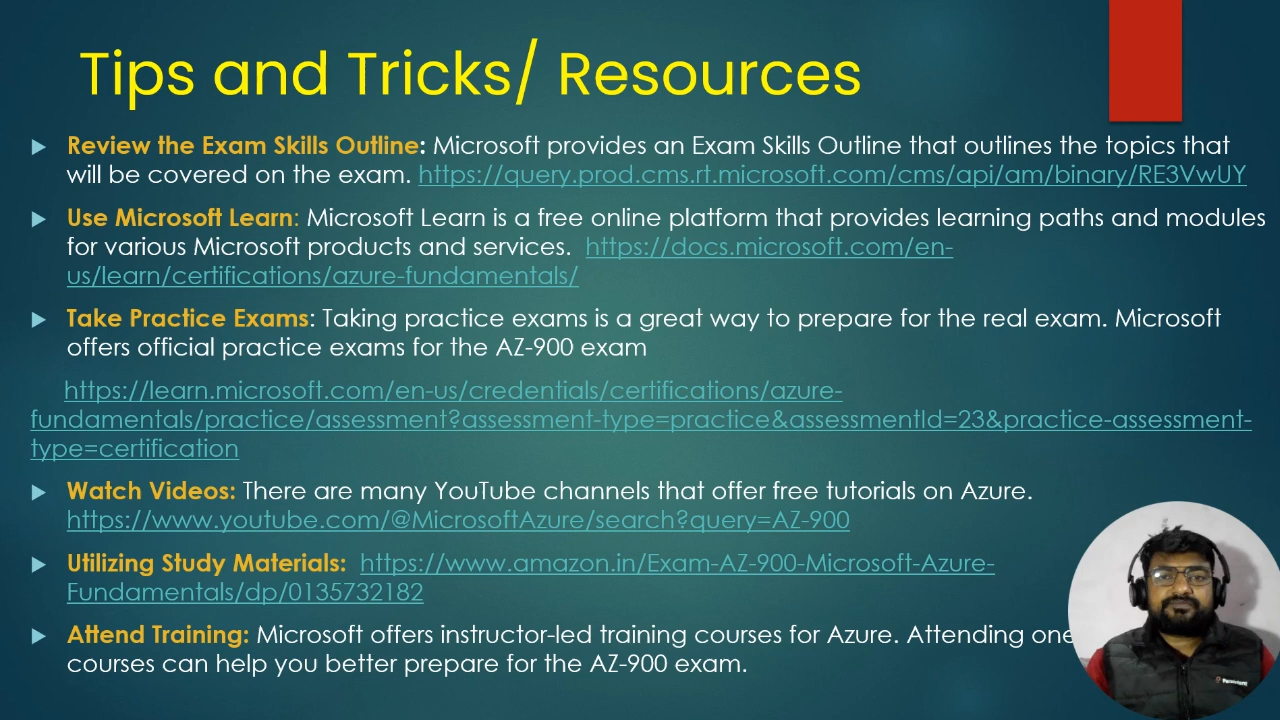 Tips and Tricks/ Resources
Review the Exam Skills Outline: Microsoft provides an Exam Skills Outline that outlines the topics that
will be covered on the exam. https://query.prod.cms.rt.microsoft.com/cms/api/am/binary/RE3VwUY
Use Microsoft Learn: Microsoft Learn is a free online platform that provides learning paths and modules
for various Microsoft products and services. https://docs.microsoft.com/en-
us/learn/certifications/azure-fundamentals/
Take Practice Exams: Taking practice exams is a great way to prepare for the real exam. Microsoft
offers official practice exams for the AZ-900 exam
https://learn.microsoft.com/en-us/credentials/certifications/azure-
fundamentals/practice/assessment?assessment-type=practice&assessmentId=23&practice-assessment-
type=certification
Watch Videos: There are many YouTube channels that offer free tutorials on Azure.
https://www.youtube.com/@MicrosoftAzure/search?query=AZ-900
Utilizing Study Materials: https://www.amazon.in/Exam-AZ-900-Microsoft-Azure-
Fundamentals/dp/0135732182
Attend Training: Microsoft offers instructor-led training courses for Azure. Attending one
courses can help you better prepare for the AZ-900 exam.